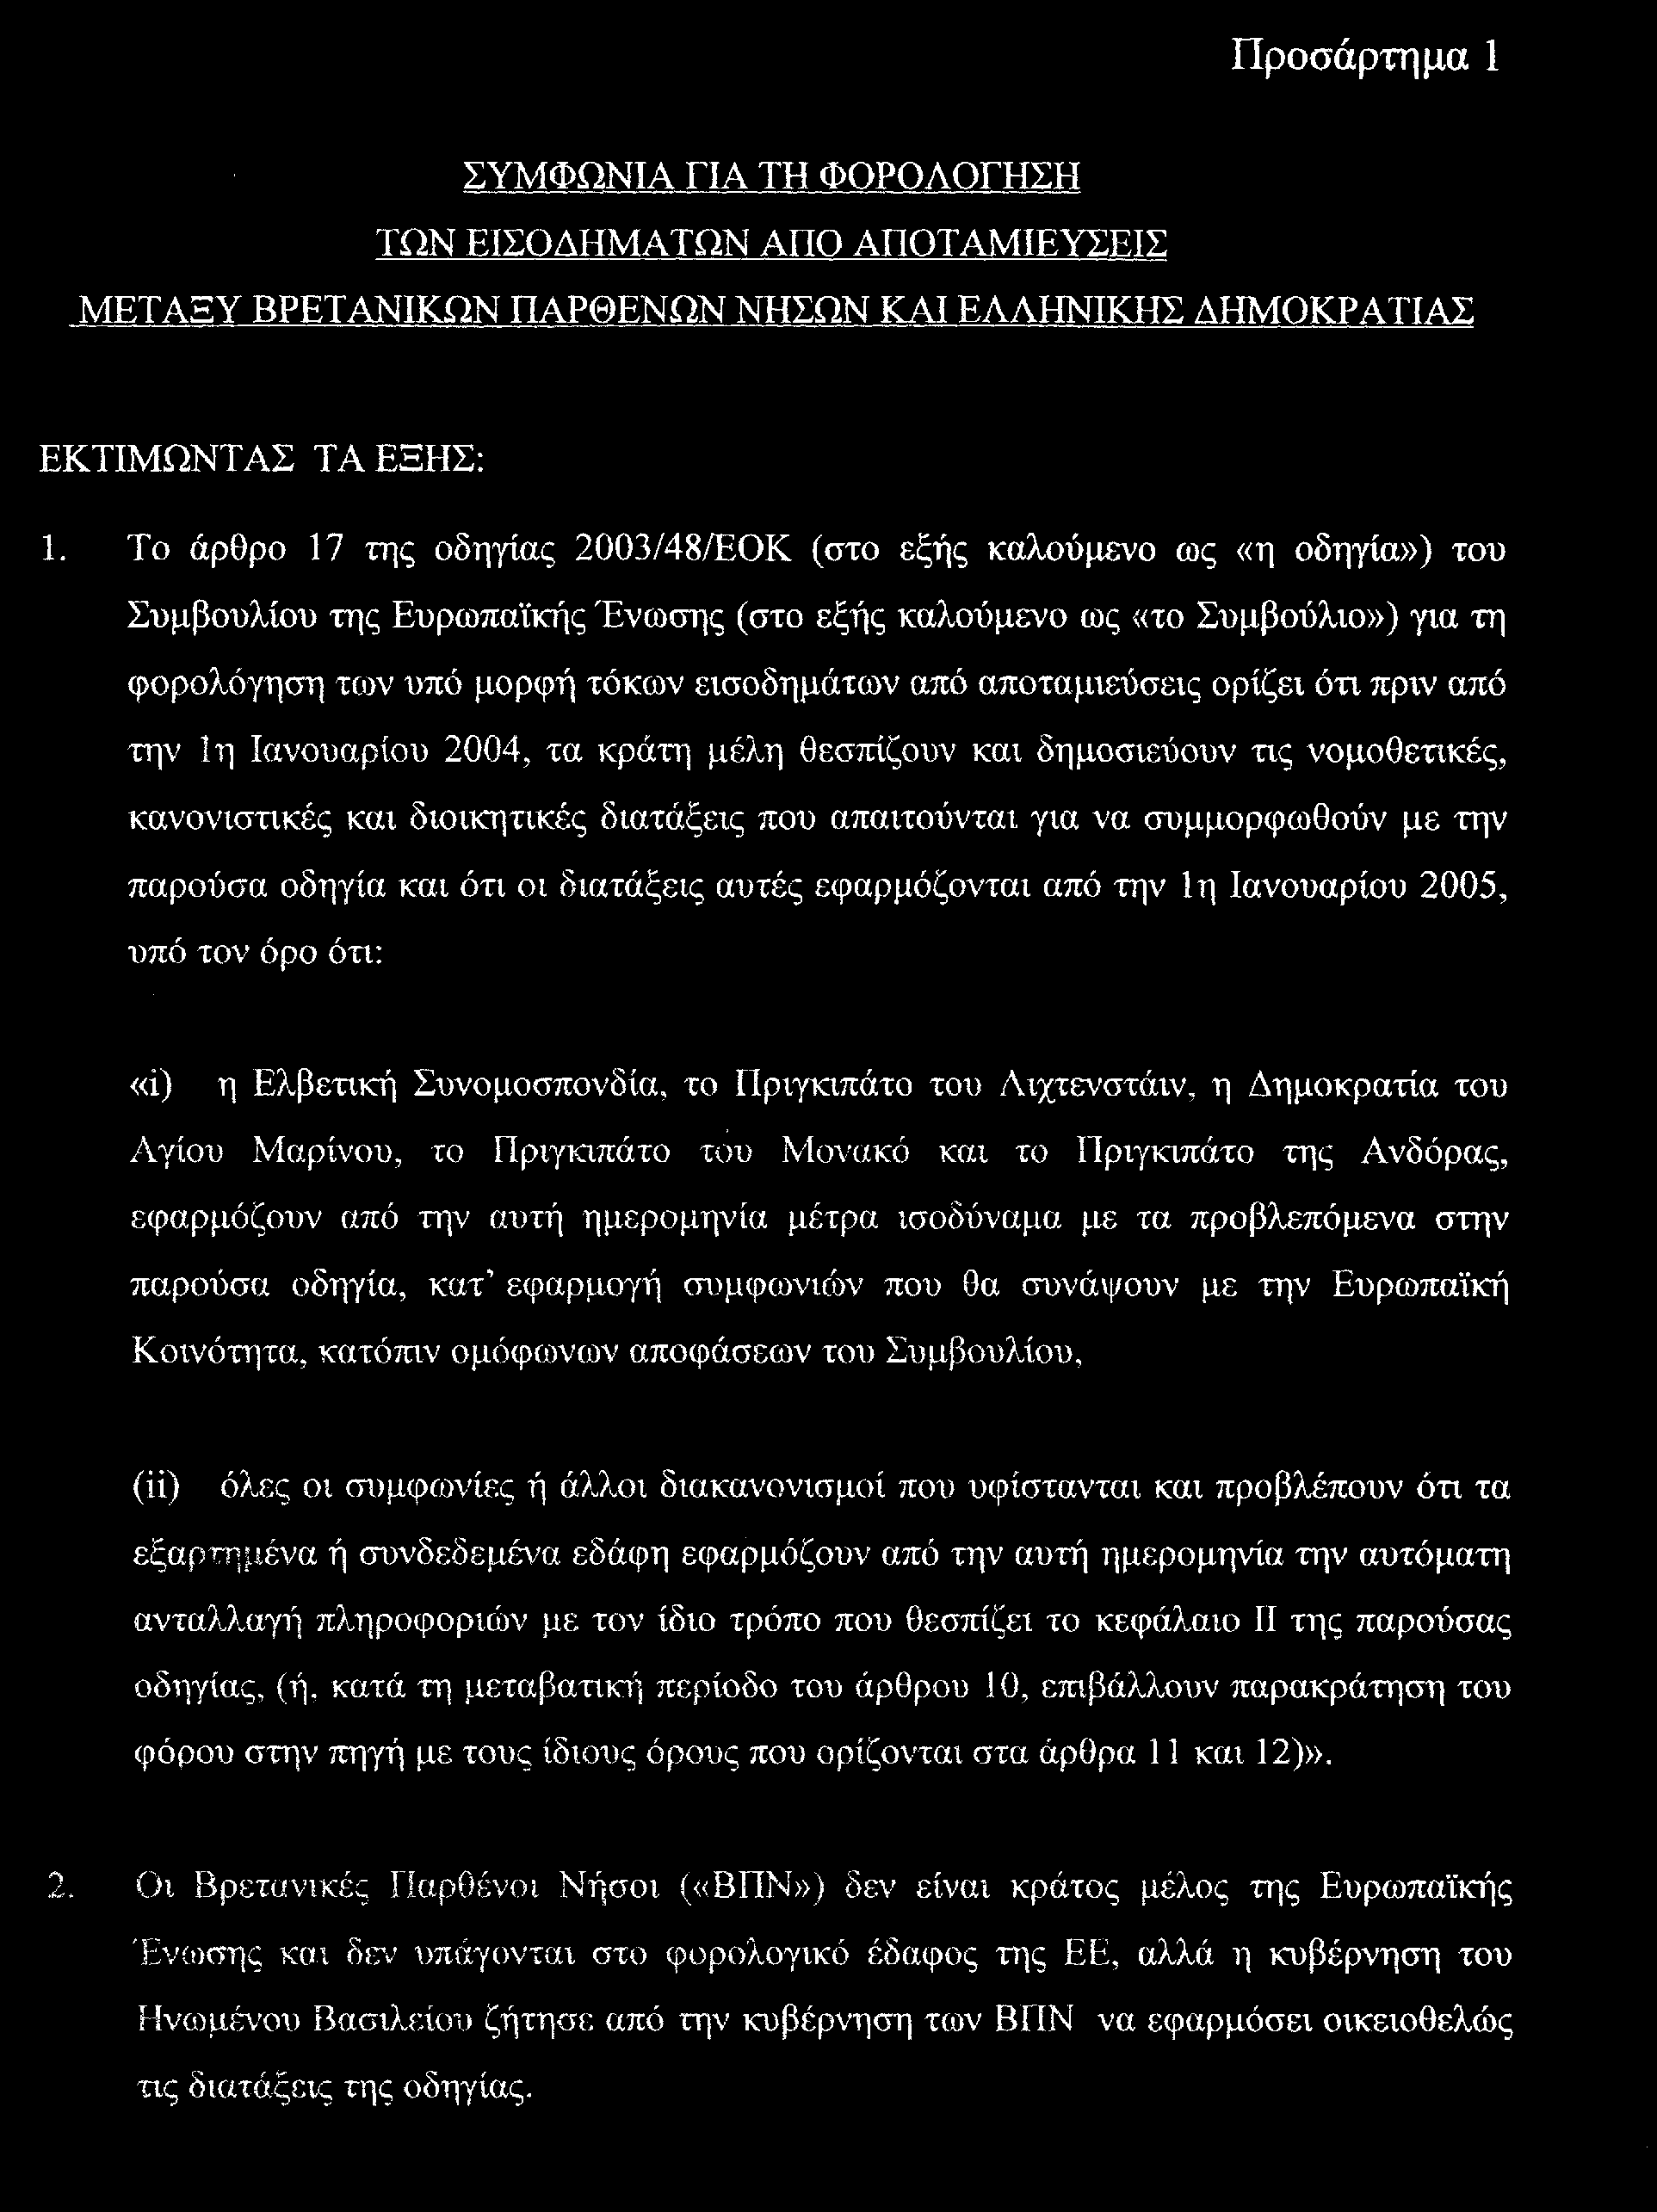 Προσάρτημα 1
ΣΥΜΦΩΝΙΑ ΓΙΑ ΤΗ ΦΟΡΟΛΟΓΗΣΗ
ΤΩΝ ΕΙΣΟΔΗΜΑΤΩΝ ΑΠΟ ΑΠΟΤΑΜΙΕΥΣΕΙΣ
ΜΕΤΑΞΥ ΒΡΕΤΑΝΙΚΩΝ ΠΑΡΘΕΝΩΝ ΝΗΣΩΝ ΚΑΙ ΕΛΛΗΝΙΚΗΣ ΔΗΜΟΚΡΑΤΙΑΣ
ΕΚΤΙΜΩΝΤΑΣ ΤΑ ΕΞΗΣ:
1. Το άρθρο 17 της οδηγίας 2003/48/ΕΟΚ (στο εξής καλούμενο ως «η οδηγία») του
Συμβουλίου της Ευρωπαϊκής Ένωσης (στο εξής καλούμενο ως «το Συμβούλιο») για τη
φορολόγηση των υπό μορφή τόκων εισοδημάτων από αποταμιεύσεις ορίζει ότι πριν από
την 1η Ιανουαρίου 2004, τα κράτη μέλη θεσπίζουν και δημοσιεύουν τις νομοθετικές,
κανονιστικές και διοικητικές διατάξεις που απαιτούνται για να συμμορφωθούν με την
παρούσα οδηγία και ότι οι διατάξεις αυτές εφαρμόζονται από την 1η Ιανουαρίου 2005,
υπό τον όρο ότι:
«i) η Ελβετική Συνομοσπονδία, το Πριγκιπάτο του Λιχτενστάιν, η Δημοκρατία του
Αγίου Μαρίνου, το Πριγκιπάτο του Μονακό και το Πριγκιπάτο της Ανδόρας,
εφαρμόζουν από την αυτή ημερομηνία μέτρα ισοδύναμα με τα προβλεπόμενα στην
παρούσα οδηγία, κατ' εφαρμογή συμφωνιών που θα συνάψουν με την Ευρωπαϊκή
Κοινότητα, κατόπιν ομόφωνων αποφάσεων του Συμβουλίου,
(ii) όλες οι συμφωνίες ή άλλοι διακανονισμοί που υφίστανται και προβλέπουν ότι τα
εξαρτημένα ή συνδεδεμένα εδάφη εφαρμόζουν από την αυτή ημερομηνία την αυτόματη
ανταλλαγή πληροφοριών με τον ίδιο τρόπο που θεσπίζει το κεφάλαιο ΙΙ της παρούσας
οδηγίας, (ή, κατά τη μεταβατική περίοδο του άρθρου 10, επιβάλλουν παρακράτηση του
φόρου στην πηγή με τους ίδιους όρους που ορίζονται στα άρθρα 11 και 12)».
2. Οι Βρετανικές Παρθένοι Νήσοι («ΒΠΝ») δεν είναι κράτος μέλος της Ευρωπαϊκής
Ένωσης και δεν υπάγονται στο φορολογικό έδαφος της ΕΕ, αλλά η κυβέρνηση του
Ηνωμένου Βασιλείου ζήτησε από την κυβέρνηση των ΒΠΝ να εφαρμόσει οικειοθελώς
τις διατάξεις της οδηγίας.